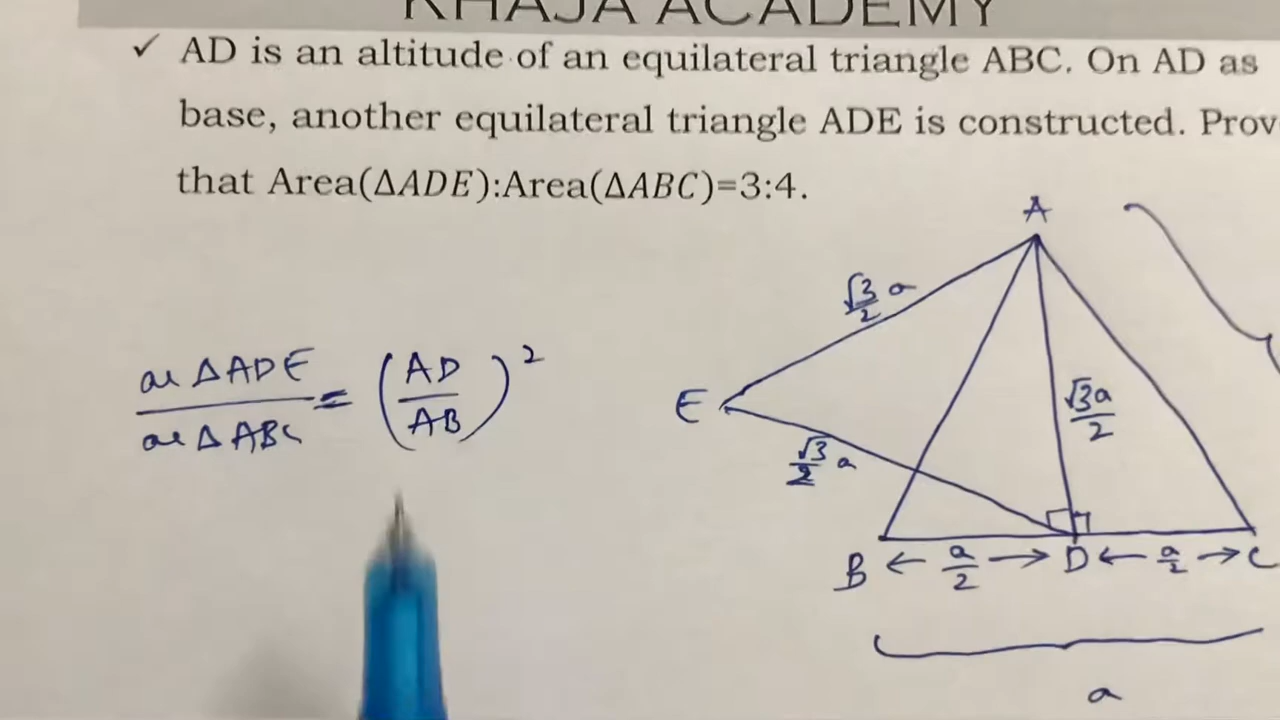 KHAJA ACADEMY
✓ AD is an altitude of an equilateral triangle ABC. On AD as
base, another equilateral triangle ADE is constructed. Prov
that Area(ΔADE):Area(ΔABC)=3:4.
A
√3/2 a
ar ΔADE / ar ΔABC = (AD/AB)²
E
√3a/2
√3/2 a
B ← a/2 → D ← a/2 → C
a